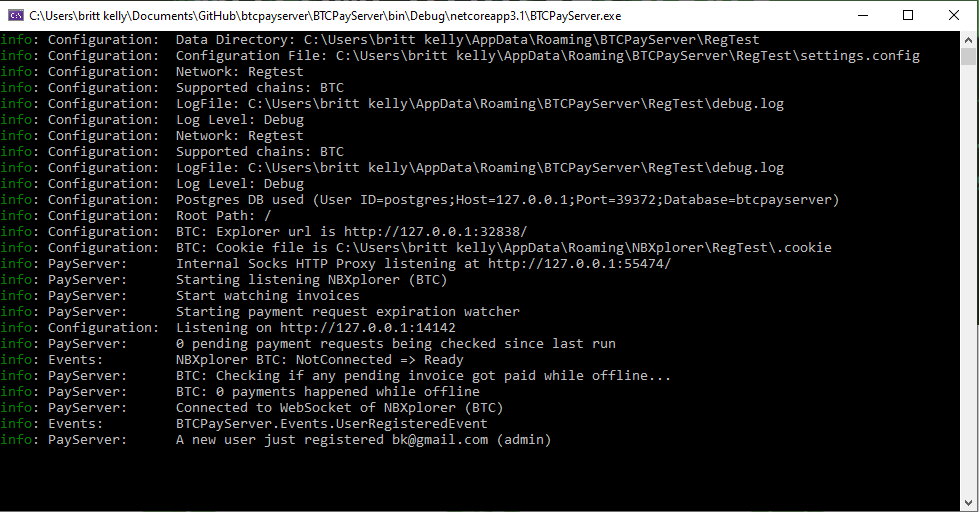 C:\Users\britt kelly\Documents\GitHub\btcpayserver\BTCPayServer\bin\Debug\netcoreapp3.1\BTCPayServer.exe
info: Configuration:  Data Directory: C:\Users\britt kelly\AppData\Roaming\BTCPayServer\RegTest
info: Configuration:  Configuration File: C:\Users\britt kelly\AppData\Roaming\BTCPayServer\RegTest\settings.config
info: Configuration:  Network: Regtest
info: Configuration:  Supported chains: BTC
info: Configuration:  LogFile: C:\Users\britt kelly\AppData\Roaming\BTCPayServer\RegTest\debug.log
info: Configuration:  Log Level: Debug
info: Configuration:  Network: Regtest
info: Configuration:  Supported chains: BTC
info: Configuration:  LogFile: C:\Users\britt kelly\AppData\Roaming\BTCPayServer\RegTest\debug.log
info: Configuration:  Log Level: Debug
info: Configuration:  Postgres DB used (User ID=postgres;Host=127.0.0.1;Port=39372;Database=btcpayserver)
info: Configuration:  Root Path: /
info: Configuration:  BTC: Explorer url is http://127.0.0.1:32838/
info: Configuration:  BTC: Cookie file is C:\Users\britt kelly\AppData\Roaming\NBXplorer\RegTest\.cookie
info: PayServer:      Internal Socks HTTP Proxy listening at http://127.0.0.1:55474/
info: PayServer:      Starting listening NBXplorer (BTC)
info: PayServer:      Start watching invoices
info: PayServer:      Starting payment request expiration watcher
info: Configuration:  Listening on http://127.0.0.1:14142
info: PayServer:      0 pending payment requests being checked since last run
info: Events:         NBXplorer BTC: NotConnected => Ready
info: PayServer:      BTC: Checking if any pending invoice got paid while offline...
info: PayServer:      BTC: 0 payments happened while offline
info: PayServer:      Connected to WebSocket of NBXplorer (BTC)
info: Events:         BTCPayServer.Events.UserRegisteredEvent
info: PayServer:      A new user just registered bk@gmail.com (admin)